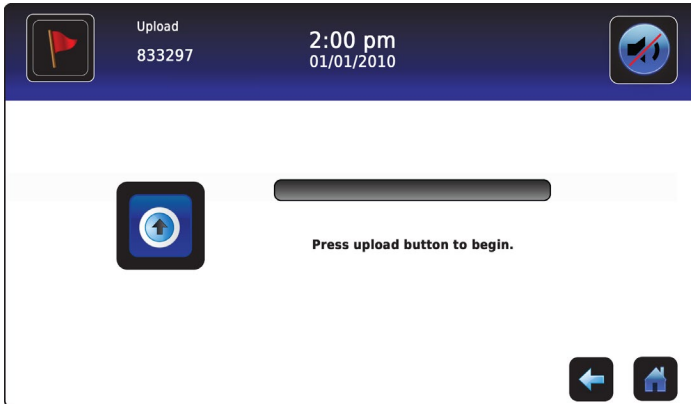 Upload
833297
2:00 pm
01/01/2010
Press upload button to begin.